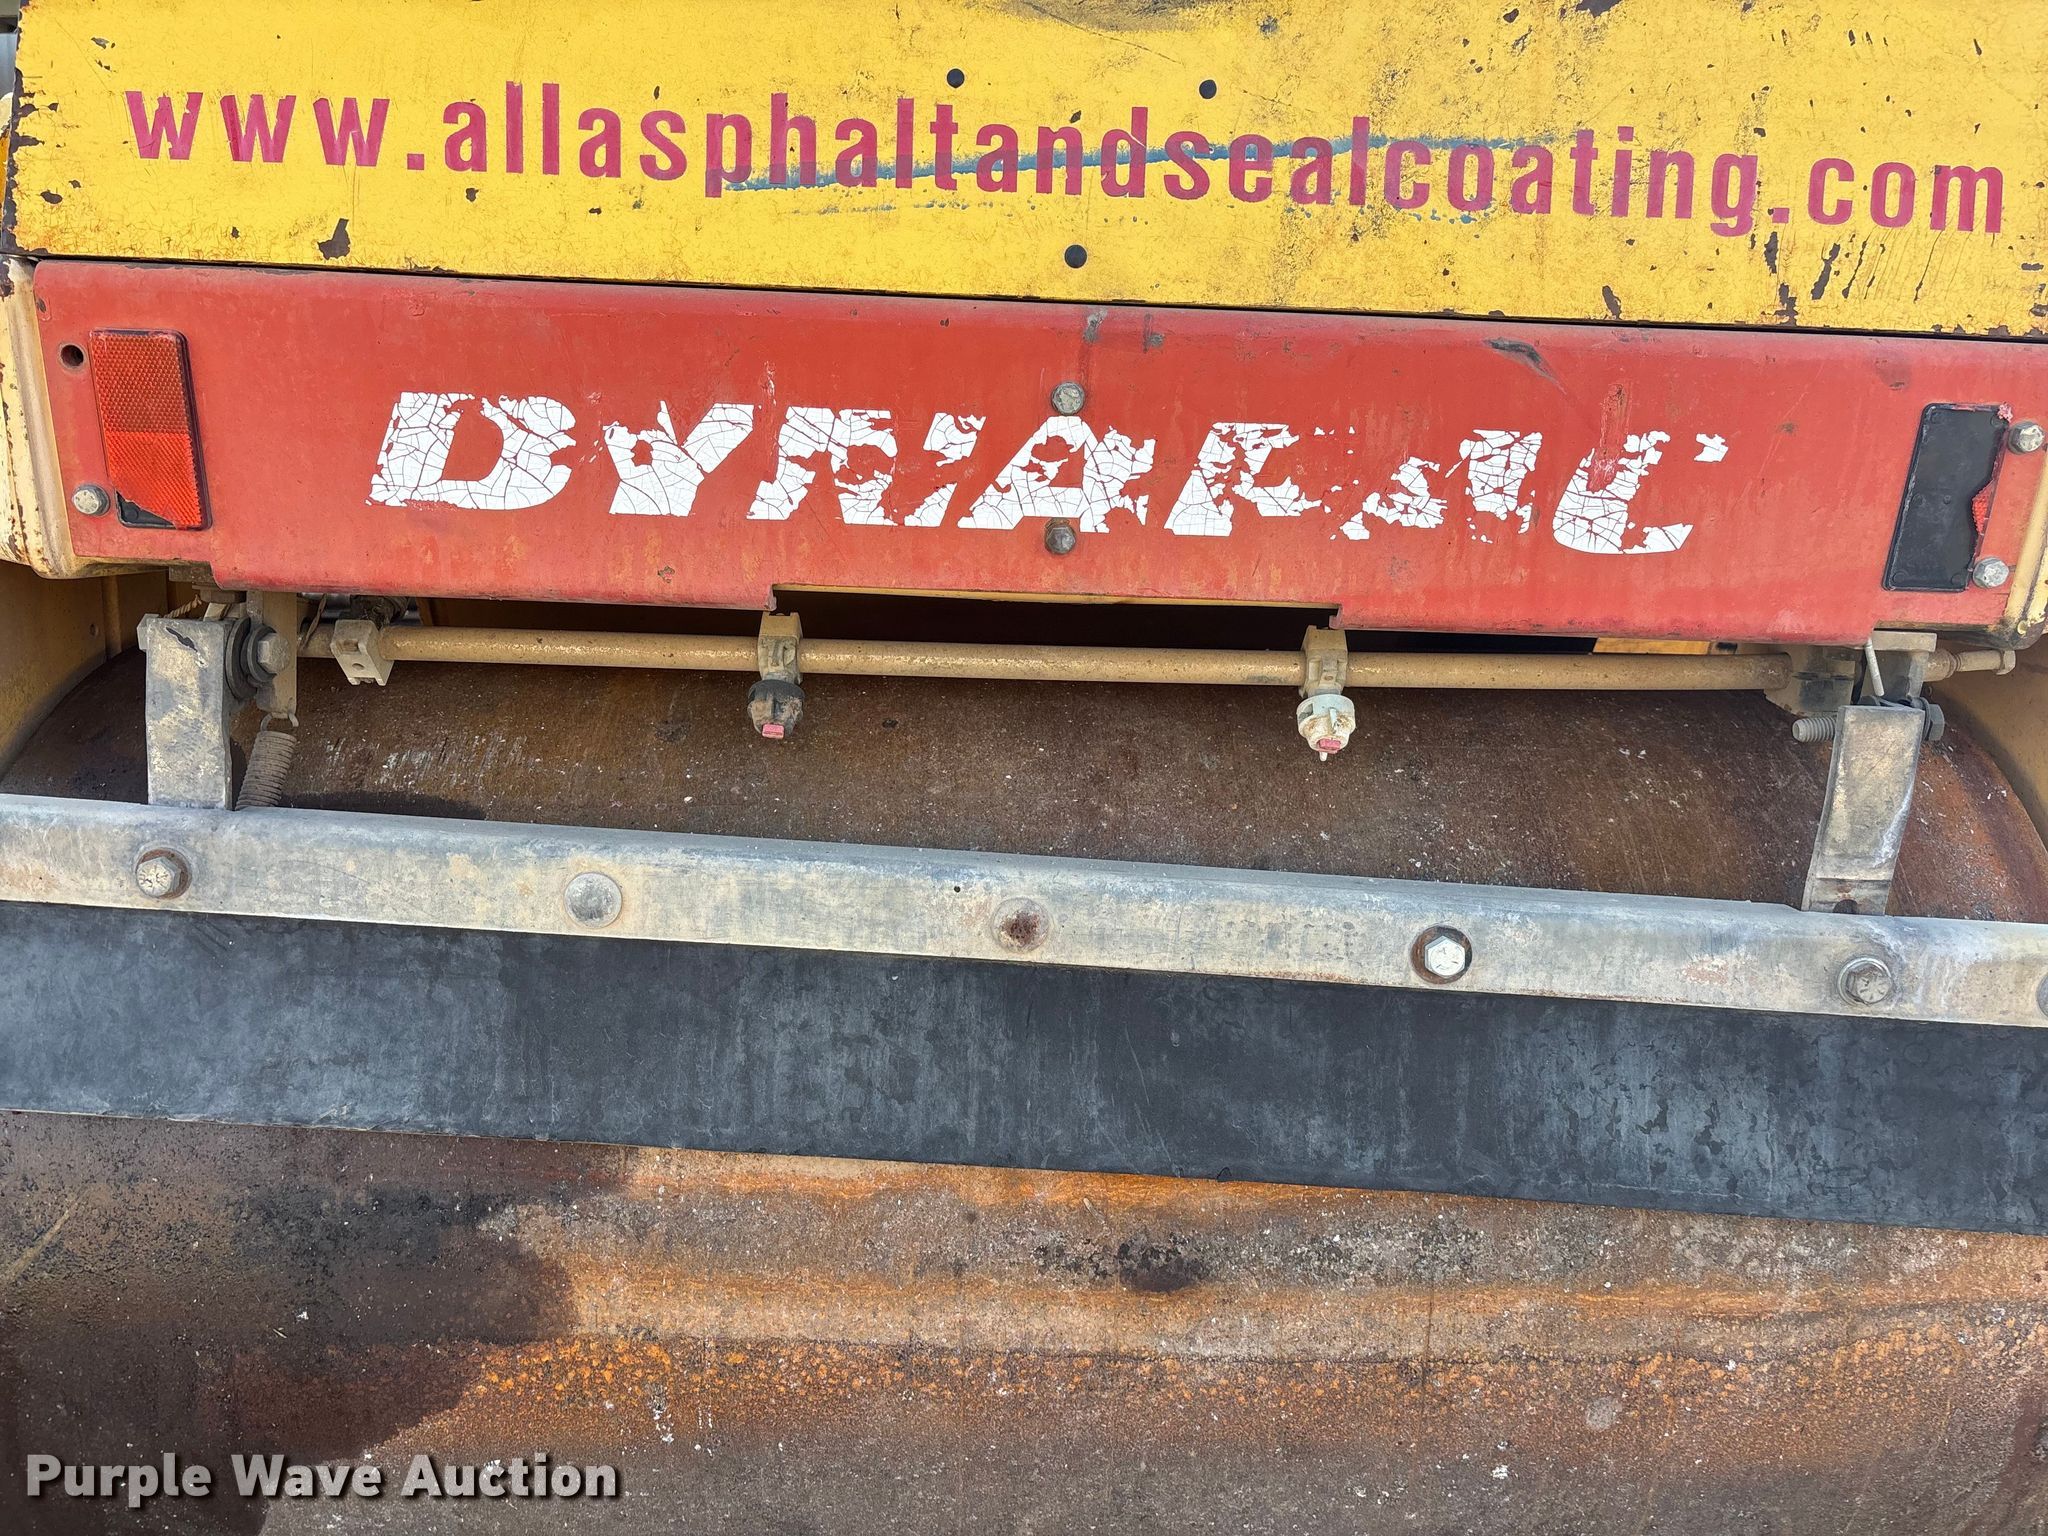 www.allasphaltandsealcoating.com
DYNAPAC
Purple Wave Auction